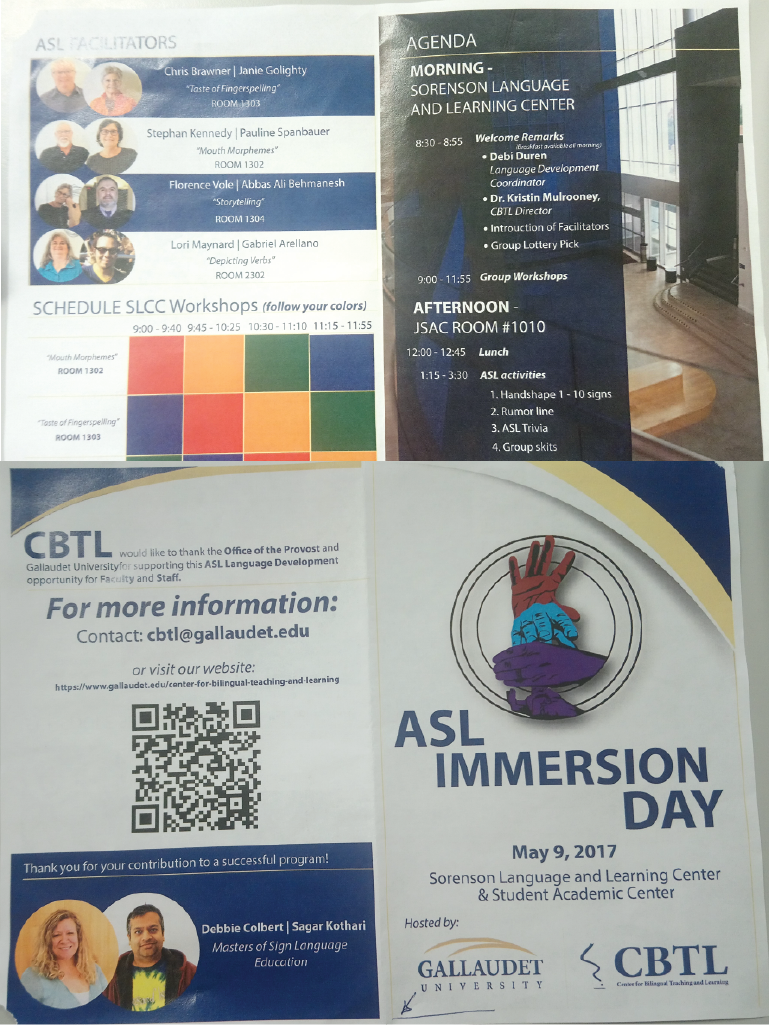 ASL FACILITATORS
Chris Brawner | Janie Golighty
"Taste of Fingerspelling"
ROOM 1303
Stephan Kennedy | Pauline Spanbauer
"Mouth Morphemes"
ROOM 1302
Florence Vole | Abbas Ali Behmanesh
"Storytelling"
ROOM 1304
Lori Maynard | Gabriel Arellano
"Depicting Verbs"
ROOM 2302
SCHEDULE SLCC Workshops (follow your colors)
9:00 - 9:40 9:45 - 10:25 10:30 - 11:10 11:15 - 11:55
"Mouth Morphemes"
ROOM 1302
"Taste of Fingerspelling"
ROOM 1303
AGENDA
MORNING -
SORENSON LANGUAGE
AND LEARNING CENTER
8:30 - 8:55 Welcome Remarks
(Breakfast available all morning)
• Debi Duren
Language Development
Coordinator
• Dr. Kristin Mulrooney,
CBTL Director
• Intruction of Facilitators
• Group Lottery Pick
9:00 - 11:55 Group Workshops
AFTERNOON -
JSAC ROOM #1010
12:00 - 12:45 Lunch
1:15 - 3:30 ASL activities
1. Handshape 1 - 10 signs
2. Rumor line
3. ASL Trivia
4. Group skits
CBTL would like to thank the Office of the Provost and
Gallaudet University for supporting this ASL Language Development
opportunity for Faculty and Staff.
For more information:
Contact: cbtl@gallaudet.edu
or visit our website:
https://www.gallaudet.edu/center-for-bilingual-teaching-and-learning
Thank you for your contribution to a successful program!
Debbie Colbert | Sagar Kothari
Masters of Sign Language
Education
ASL
IMMERSION
DAY
May 9, 2017
Sorenson Language and Learning Center
& Student Academic Center
Hosted by:
GALLAUDET
UNIVERSITY
CBTL
Center for Bilingual Teaching and Learning